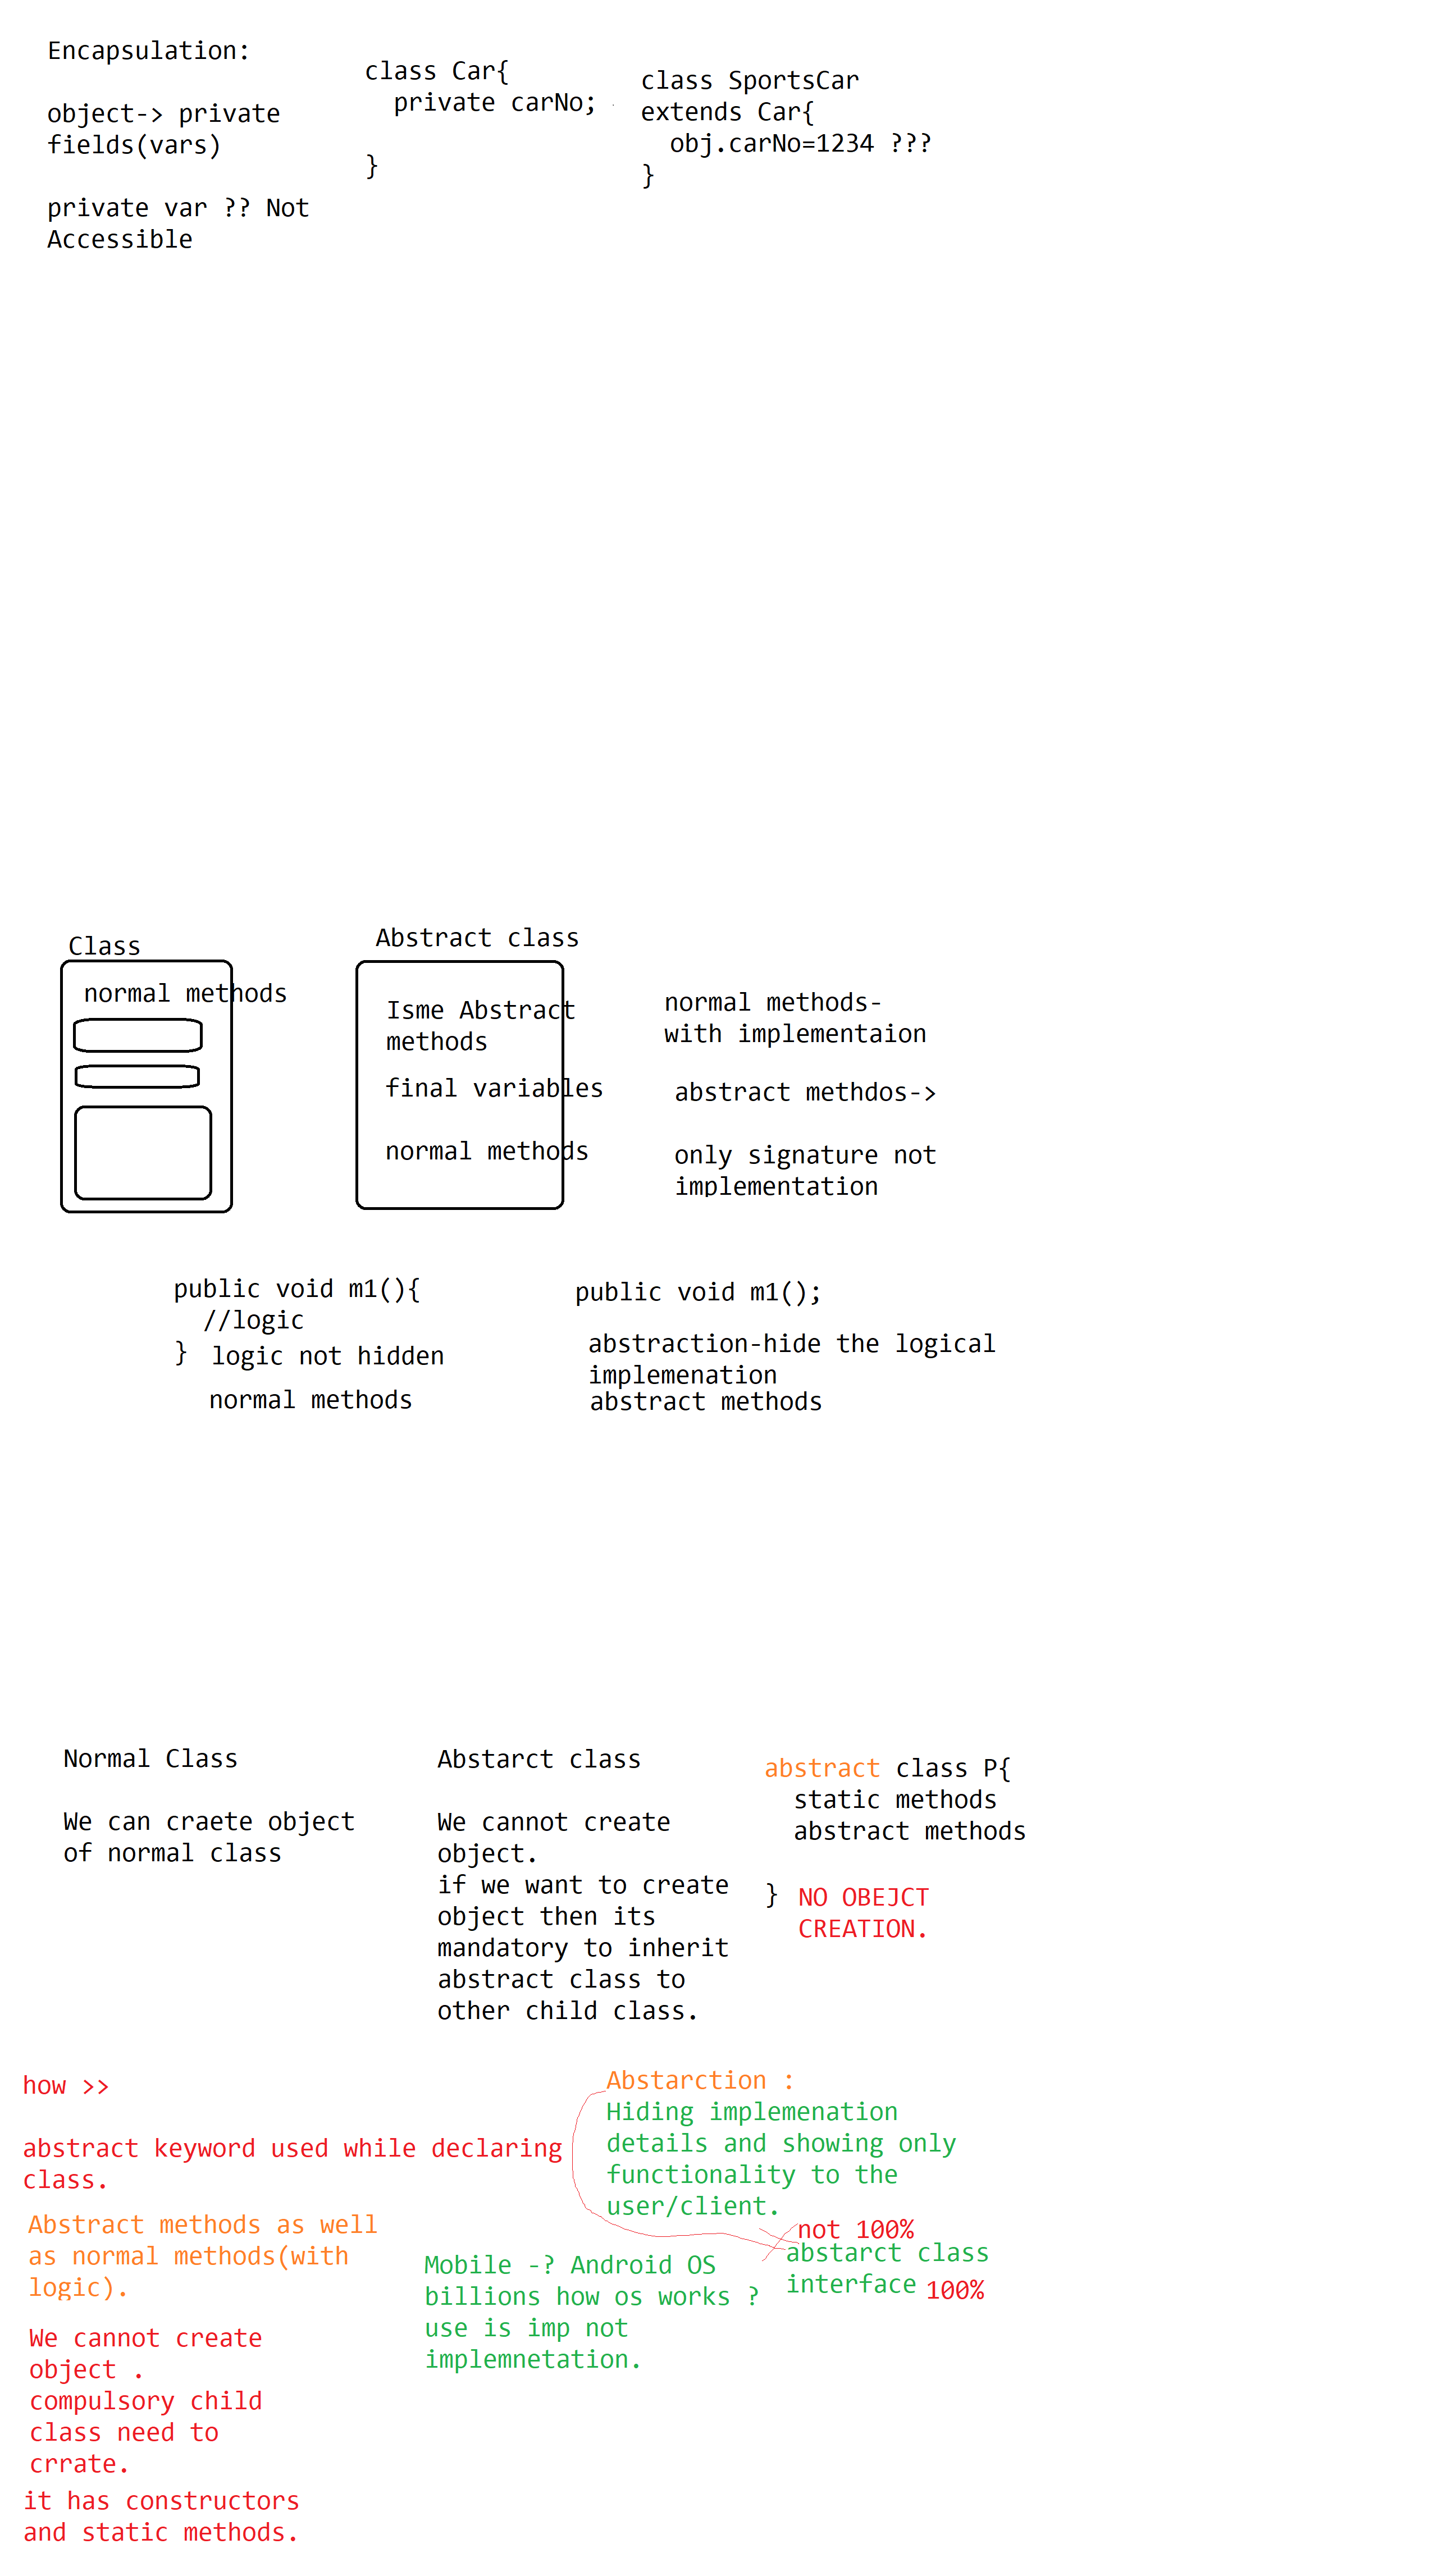 Encapsulation:
object-> private
fields(vars)
private var ?? Not
Accessible
class Car{
private carNo;
}
class SportsCar
extends Car{
obj.carNo=1234 ???
}
Class
normal methods
Abstract class
Isme Abstract
methods
final variables
normal methods
normal methods-
with implementaion
abstract methdos->
only signature not
implementation
public void m1(){
//logic
} logic not hidden
normal methods
public void m1();
abstraction-hide the logical
implemenation
abstract methods
Normal Class
We can craete object
of normal class
Abstarct class
We cannot create
object.
if we want to create
object then its
mandatory to inherit
abstract class to
other child class.
abstract class P{
static methods
abstract methods
} NO OBEJCT
CREATION.
how >>
abstract keyword used while declaring
class.
Abstract methods as well
as normal methods(with
logic).
We cannot create
object .
compulsory child
class need to
crrate.
it has constructors
and static methods.
Abstarction :
Hiding implemenation
details and showing only
functionality to the
user/client.
not 100%
abstarct class
interface 100%
Mobile -? Android OS
billions how os works ?
use is imp not
implemnetation.